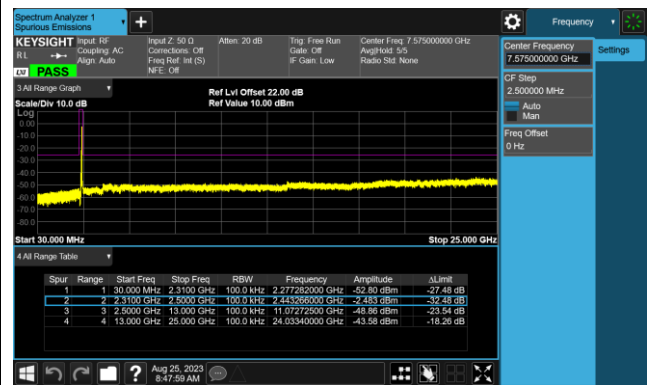 Spectrum Analyzer 1
Spurious Emissions
Frequency
KEYSIGHT Input: RF Input Z: 50 Ω Atten: 20 dB Trig: Free Run Center Freq: 7.575000000 GHz
RL Coupling: AC Corrections: Off Gate: Off Avg|Hold: 5/5
Align: Auto Freq Ref: Int (S) IF Gain: Low Radio Std: None
LXI PASS NFE: Off
Center Frequency
7.575000000 GHz
Settings
CF Step
2.500000 MHz
Auto
Man
Freq Offset
0 Hz
3 All Range Graph
Ref Lvl Offset 22.00 dB
Scale/Div 10.0 dB Ref Value 10.00 dBm
Log
0.00
-10.0
-20.0
-30.0
-40.0
-50.0
-60.0
-70.0
-80.0
Start 30.000 MHz Stop 25.000 GHz
4 All Range Table
Spur Range Start Freq Stop Freq RBW Frequency Amplitude ΔLimit
1 1 30.000 MHz 2.3100 GHz 100.0 kHz 2.277282000 GHz -52.80 dBm -27.48 dB
2 2 2.3100 GHz 2.5000 GHz 100.0 kHz 2.443266000 GHz -2.483 dBm -32.48 dB
3 3 2.5000 GHz 13.000 GHz 100.0 kHz 11.07272500 GHz -48.86 dBm -23.54 dB
4 4 13.000 GHz 25.000 GHz 100.0 kHz 24.03340000 GHz -43.58 dBm -18.26 dB
? Aug 25, 2023
8:47:59 AM